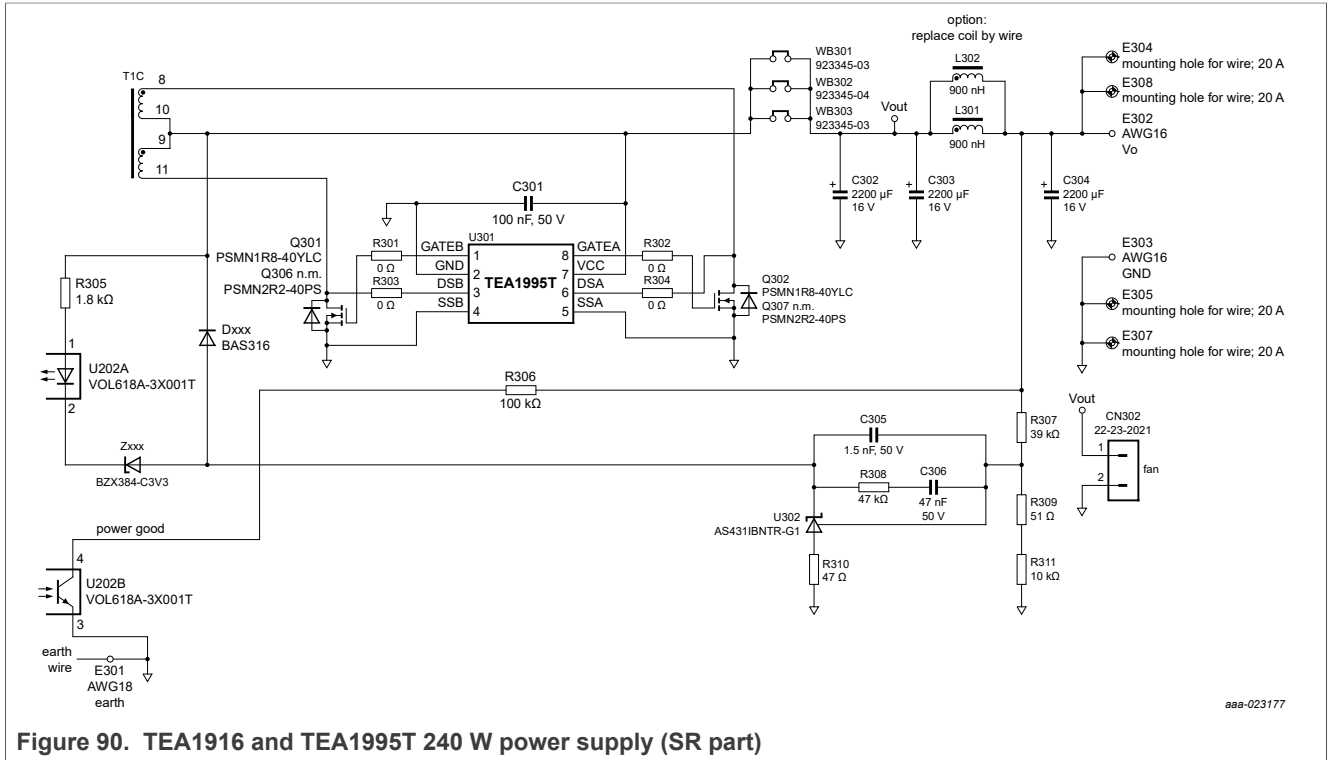 option:
replace coil by wire
T1C
8
10
9
11
WB301
923345-03
WB302
923345-04
WB303
923345-03
Vout
L302
900 nH
L301
900 nH
E304
mounting hole for wire; 20 A
E308
mounting hole for wire; 20 A
E302
AWG16
Vo
C301
100 nF, 50 V
C302
2200 µF
16 V
C303
2200 µF
16 V
C304
2200 µF
16 V
Q301
PSMN1R8-40YLC
Q306 n.m.
PSMN2R2-40PS
R301
0 Ω
R303
0 Ω
U301
GATEB 1
GND 2
DSB 3
SSB 4
TEA1995T
8 GATEA
7 VCC
6 DSA
5 SSA
R302
0 Ω
R304
0 Ω
Q302
PSMN1R8-40YLC
Q307 n.m.
PSMN2R2-40PS
E303
AWG16
GND
E305
mounting hole for wire; 20 A
E307
mounting hole for wire; 20 A
R305
1.8 kΩ
Dxxx
BAS316
1
U202A
VOL618A-3X001T
2
R306
100 kΩ
Zxxx
BZX384-C3V3
C305
1.5 nF, 50 V
R308
47 kΩ
C306
47 nF
50 V
U302
AS431IBNTR-G1
R310
47 Ω
R307
39 kΩ
R309
51 Ω
R311
10 kΩ
Vout
CN302
22-23-2021
1
2
fan
power good
4
U202B
VOL618A-3X001T
3
earth
wire
E301
AWG18
earth
aaa-023177
Figure 90. TEA1916 and TEA1995T 240 W power supply (SR part)